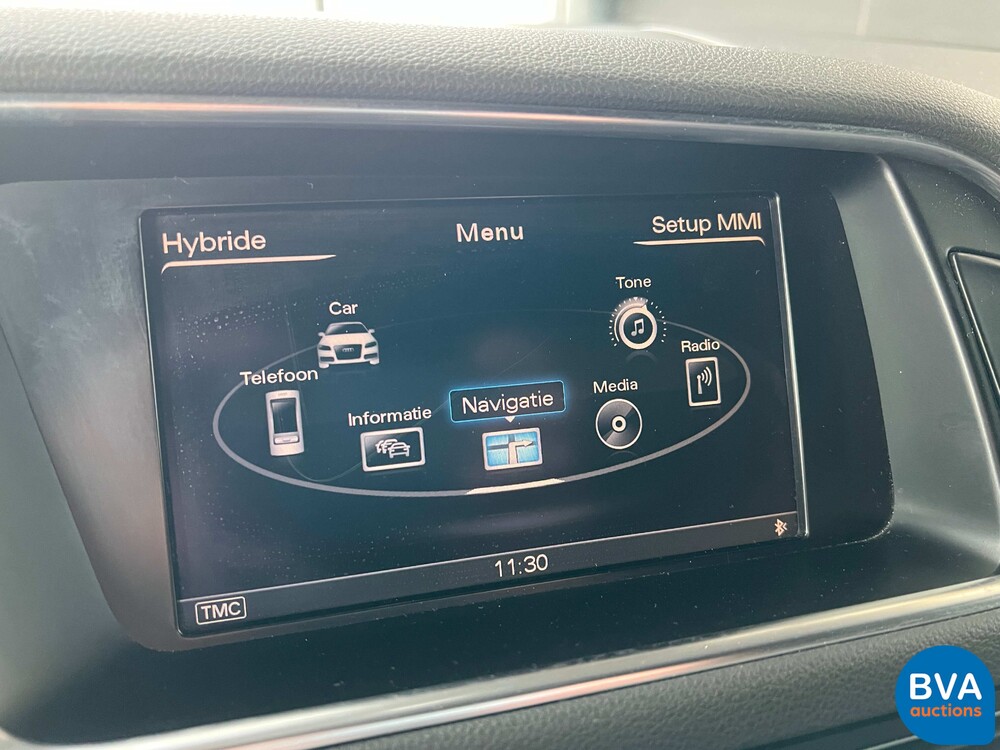 Hybride
Menu
Setup MMI
Car
Tone
Telefoon
Radio
Informatie
Navigatie
Media
11:30
TMC
BVA
auctions